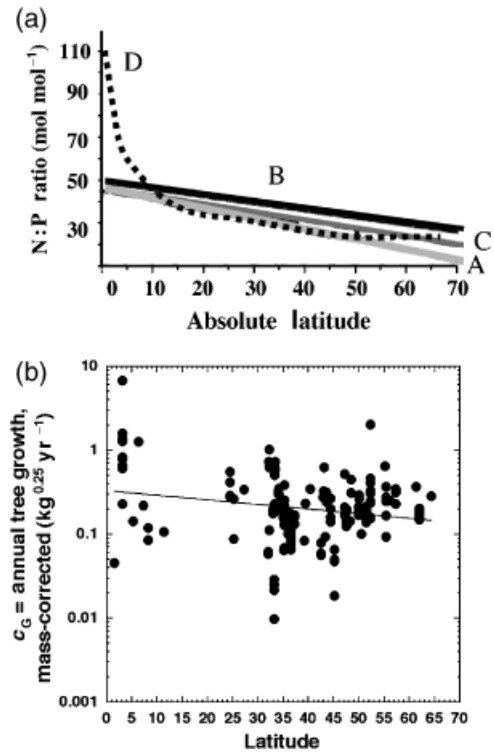 (a)
N:P ratio (mol mol⁻¹)
110
90
70
50
30
D
B
C
A
0 10 20 30 40 50 60 70
Absolute latitude
(b)
c_G = annual tree growth,
mass-corrected (kg^0.25 yr⁻¹)
10
1
0.1
0.01
0.001
0 5 10 15 20 25 30 35 40 45 50 55 60 65 70
Latitude